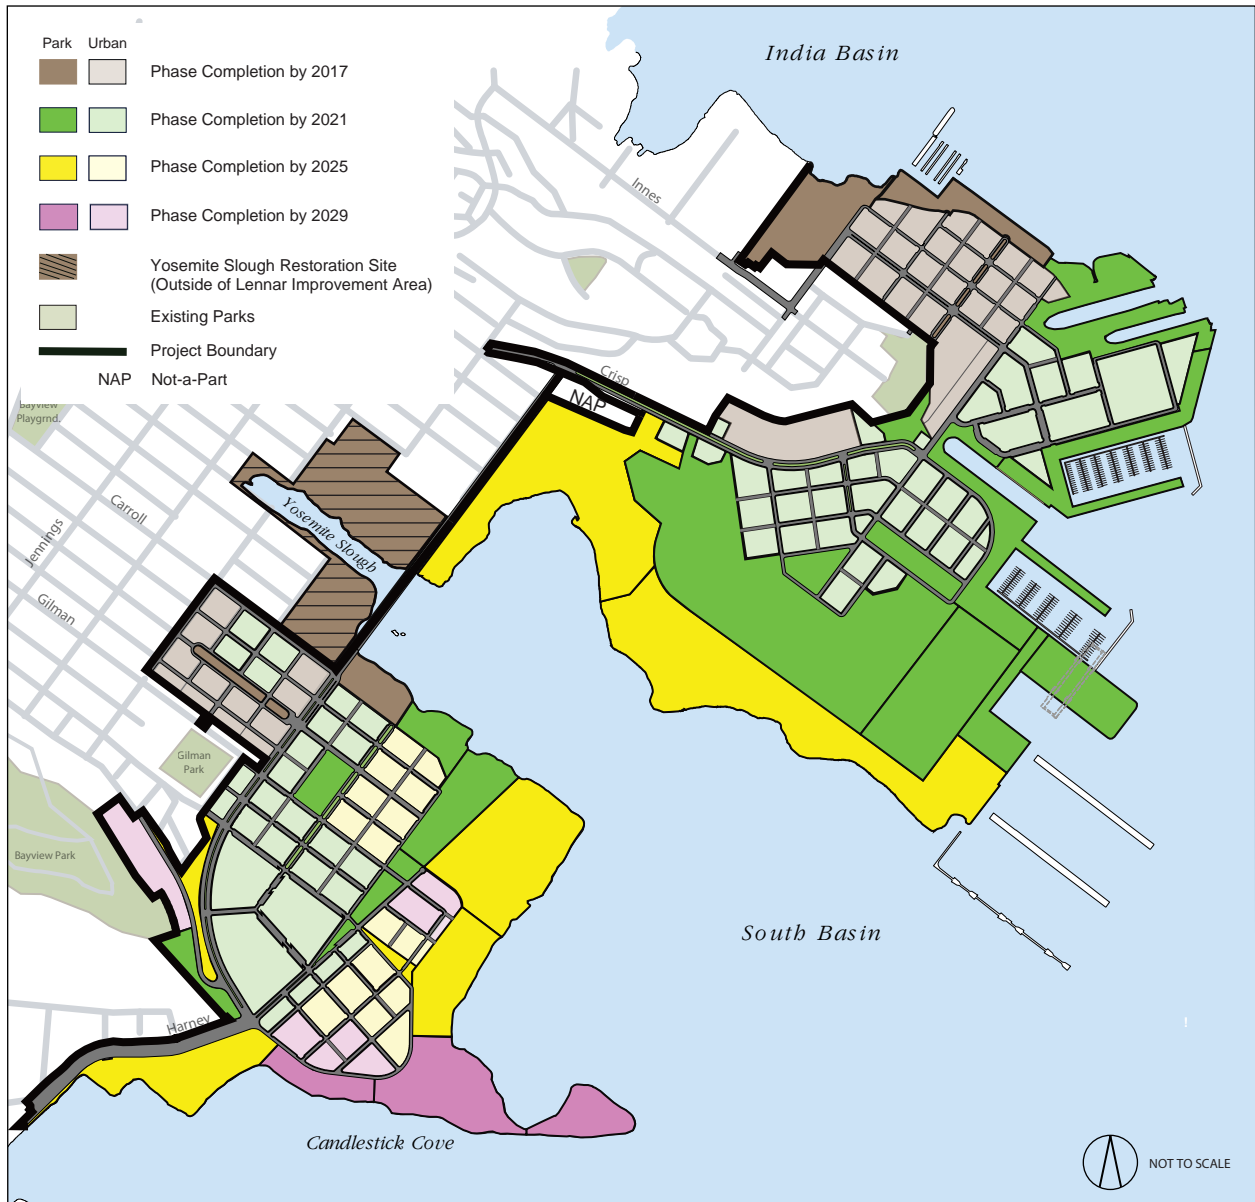 Park Urban
Phase Completion by 2017
Phase Completion by 2021
Phase Completion by 2025
Phase Completion by 2029
Yosemite Slough Restoration Site
(Outside of Lennar Improvement Area)
Existing Parks
Project Boundary
NAP Not-a-Part
India Basin
Innes
Crisp
NAP
Bayview
Playgrnd.
Carroll
Jennings
Gilman
Yosemite Slough
Gilman
Park
Bayview Park
South Basin
Harney
!
Candlestick Cove
NOT TO SCALE